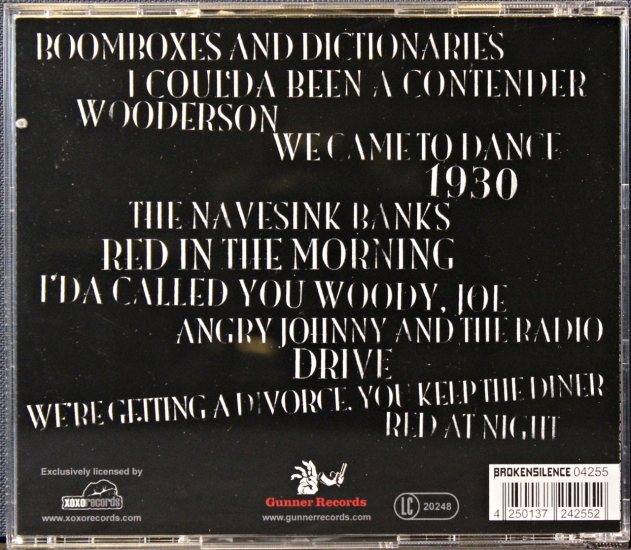 BOOMBOXES AND DICTIONARIES
I COULDA BEEN A CONTENDER
WOODERSON
WE CAME TO DANCE
1930
THE NAVESINK BANKS
RED IN THE MORNING
I'DA CALLED YOU WOODY, JOE
ANGRY JOHNNY AND THE RADIO
DRIVE
WE'RE GETTING A DIVORCE, YOU KEEP THE DINER
RED AT NIGHT
Exclusively licensed by
xoxorecords
www.xoxorecords.com
Gunner Records
www.gunnerrecords.com
LC 20248
BROKENSILENCE 04255
4 250137 242552